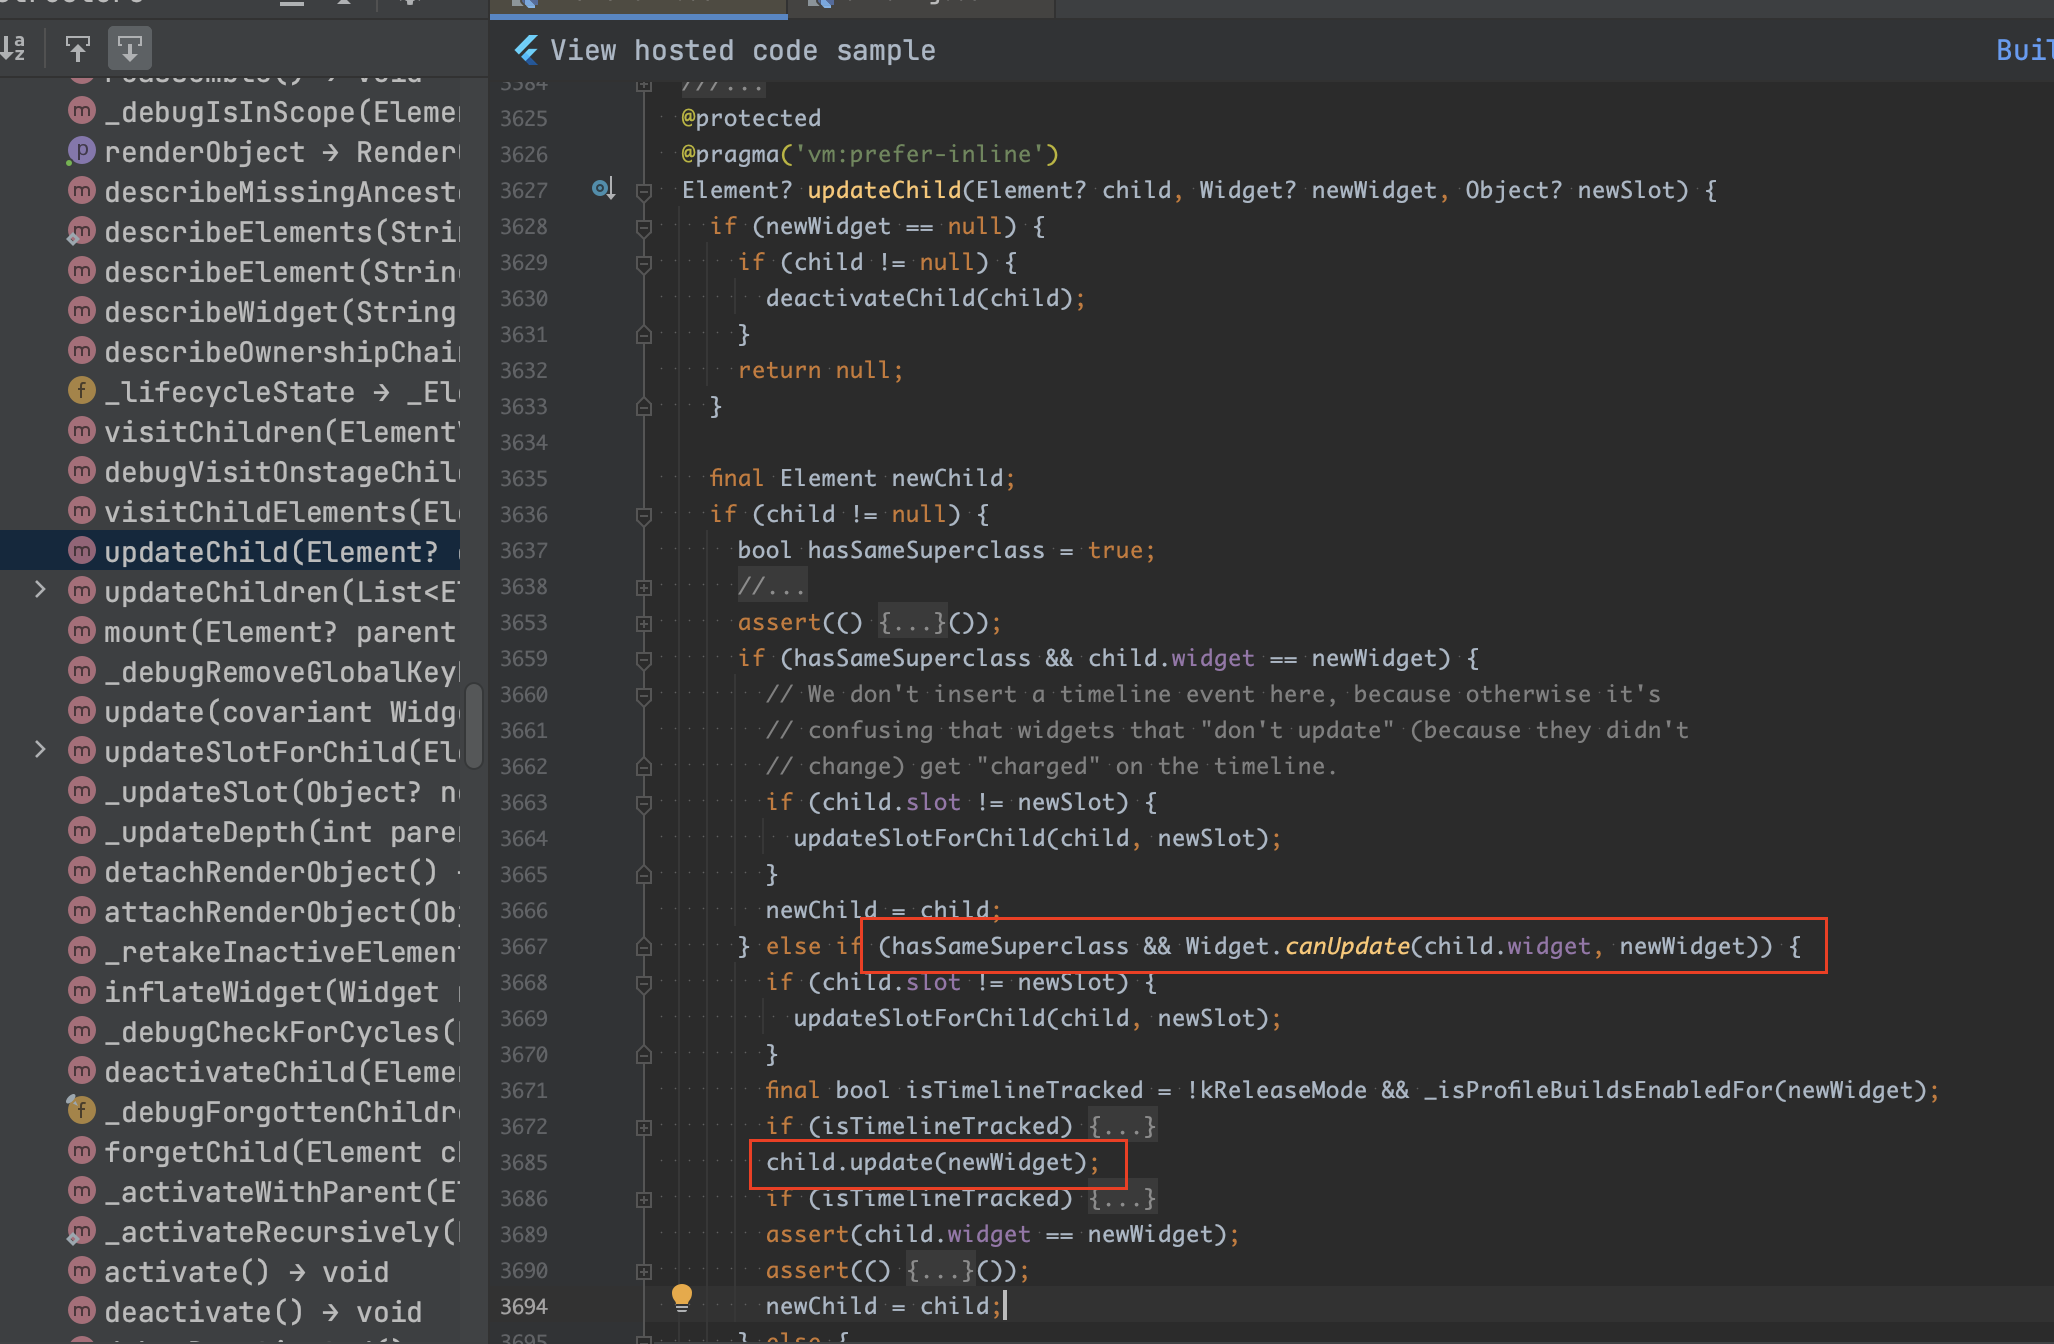 View hosted code sample
_debugIsInScope(Eleme
renderObject → Render
describeMissingAncest
describeElements(Stri
describeElement(Strin
describeWidget(String
describeOwnershipChai
_lifecycleState → _El
visitChildren(Element
debugVisitOnstageChil
visitChildElements(El
updateChild(Element?
updateChildren(List<E
mount(Element? parent
_debugRemoveGlobalKey
update(covariant Widg
updateSlotForChild(El
_updateSlot(Object? n
_updateDepth(int pare
detachRenderObject()
attachRenderObject(Ob
_retakeInactiveElemen
inflateWidget(Widget
_debugCheckForCycles(
deactivateChild(Eleme
_debugForgottenChildr
forgetChild(Element c
_activateWithParent(E
_activateRecursively(
activate() → void
deactivate() → void
3584 ///...
3625 @protected
3626 @pragma('vm:prefer-inline')
3627 Element? updateChild(Element? child, Widget? newWidget, Object? newSlot) {
3628 if (newWidget == null) {
3629 if (child != null) {
3630 deactivateChild(child);
3631 }
3632 return null;
3633 }
3634
3635 final Element newChild;
3636 if (child != null) {
3637 bool hasSameSuperclass = true;
3638 //...
3653 assert(() {...}());
3659 if (hasSameSuperclass && child.widget == newWidget) {
3660 // We don't insert a timeline event here, because otherwise it's
3661 // confusing that widgets that "don't update" (because they didn't
3662 // change) get "charged" on the timeline.
3663 if (child.slot != newSlot) {
3664 updateSlotForChild(child, newSlot);
3665 }
3666 newChild = child;
3667 } else if (hasSameSuperclass && Widget.canUpdate(child.widget, newWidget)) {
3668 if (child.slot != newSlot) {
3669 updateSlotForChild(child, newSlot);
3670 }
3671 final bool isTimelineTracked = !kReleaseMode && _isProfileBuildsEnabledFor(newWidget);
3672 if (isTimelineTracked) {...}
3685 child.update(newWidget);
3686 if (isTimelineTracked) {...}
3689 assert(child.widget == newWidget);
3690 assert(() {...}());
3694 newChild = child;
3695 } else {